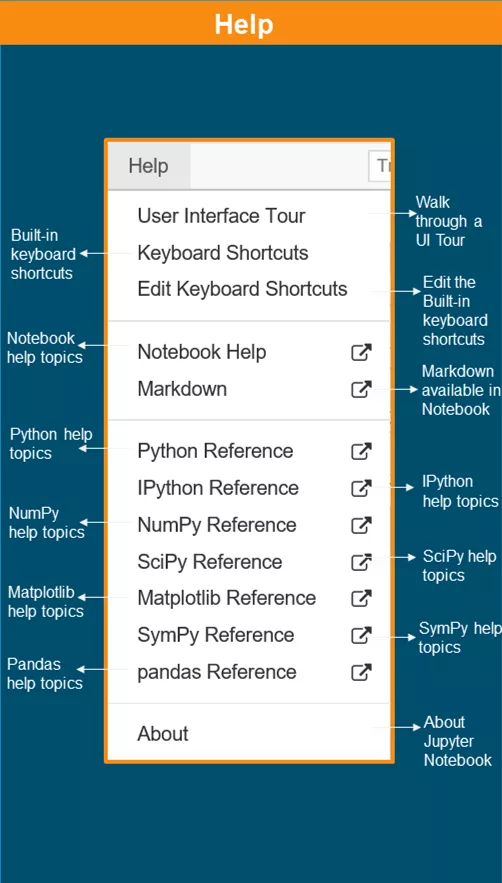 Help
Help
Tr
User Interface Tour
Keyboard Shortcuts
Edit Keyboard Shortcuts
Notebook Help
Markdown
Python Reference
IPython Reference
NumPy Reference
SciPy Reference
Matplotlib Reference
SymPy Reference
pandas Reference
About
Built-in
keyboard
shortcuts
Notebook
help topics
Python help
topics
NumPy
help topics
Matplotlib
help topics
Pandas
help topics
Walk
through a
UI Tour
Edit the
Built-in
keyboard
shortcuts
Markdown
available in
Notebook
IPython
help topics
SciPy help
topics
SymPy help
topics
About
Jupyter
Notebook